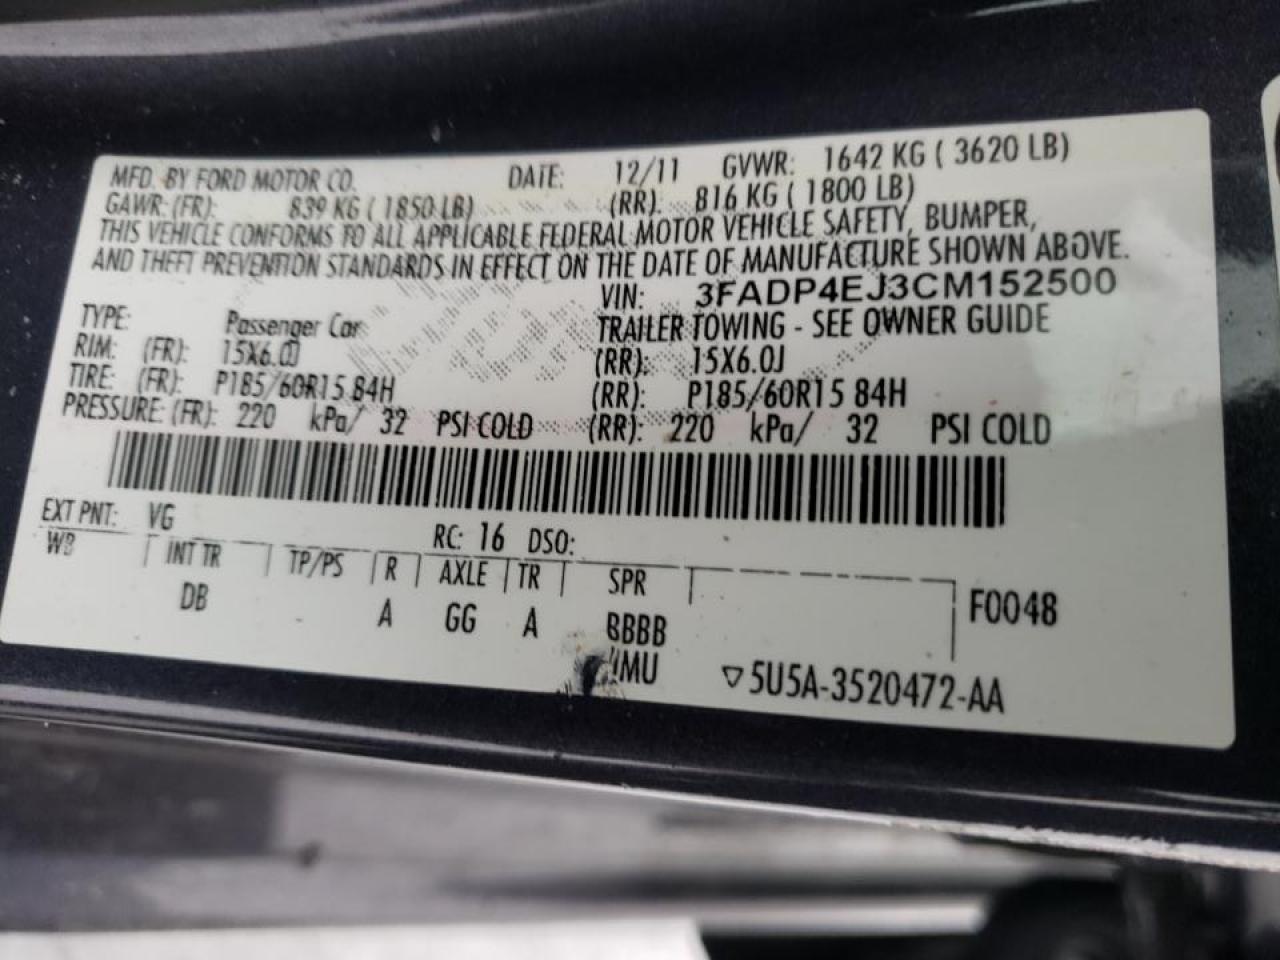 MFD. BY FORD MOTOR CO. DATE: 12/11 GVWR: 1642 KG ( 3620 LB)
GAWR: (FR): 839 KG ( 1850 LB) (RR): 816 KG ( 1800 LB)
THIS VEHICLE CONFORMS TO ALL APPLICABLE FEDERAL MOTOR VEHICLE SAFETY, BUMPER,
AND THEFT PREVENTION STANDARDS IN EFFECT ON THE DATE OF MANUFACTURE SHOWN ABOVE.
VIN: 3FADP4EJ3CM152500
TYPE: Passenger Car TRAILER TOWING - SEE OWNER GUIDE
RIM: (FR): 15X6.0J (RR): 15X6.0J
TIRE: (FR): P185/60R15 84H (RR): P185/60R15 84H
PRESSURE: (FR): 220 kPa/ 32 PSI COLD (RR): 220 kPa/ 32 PSI COLD
EXT PNT: VG RC: 16 DSO:
WB INT TR TP/PS R AXLE TR SPR
DB A GG A BBBB F0048
▽5U5A-3520472-AA